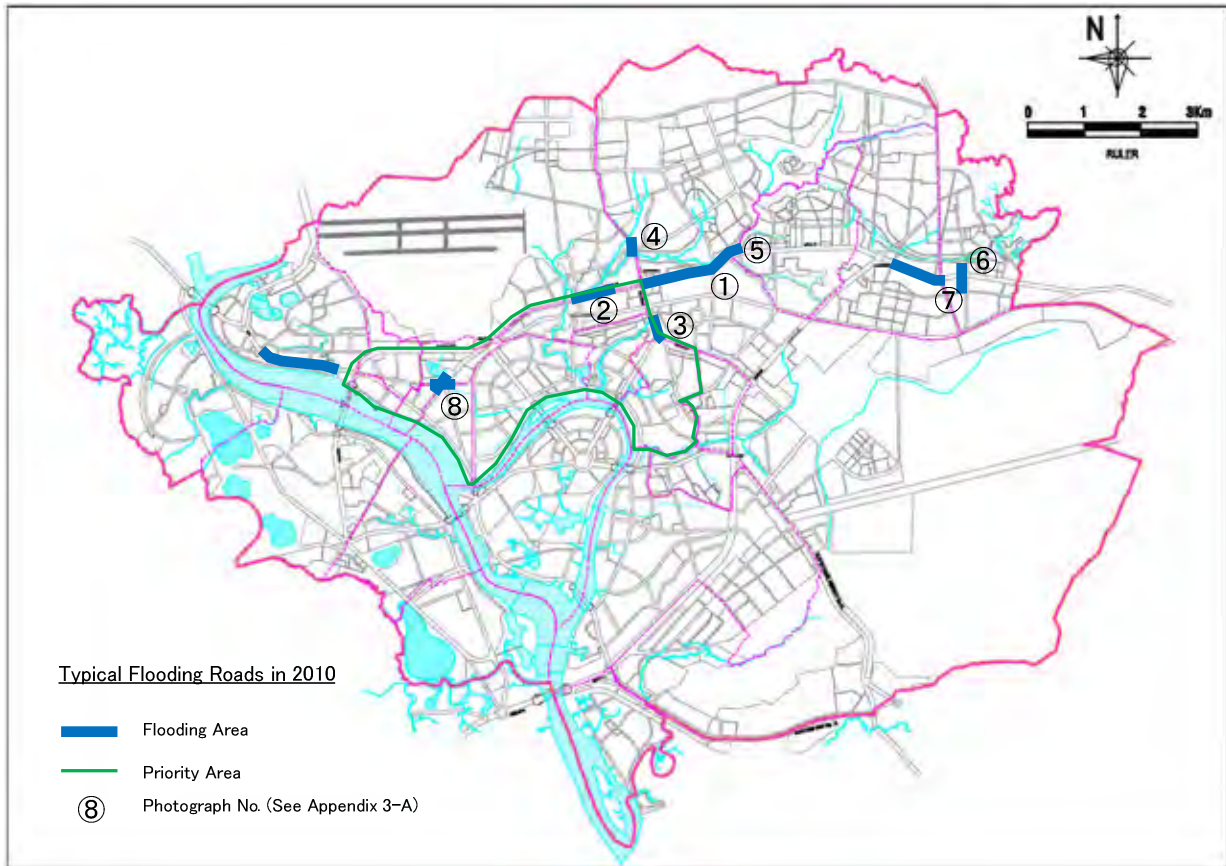 N
0 1 2 3Km
RULER
④
⑤
①
⑥
②
⑦
③
⑧
Typical Flooding Roads in 2010
Flooding Area
Priority Area
⑧ Photograph No. (See Appendix 3-A)